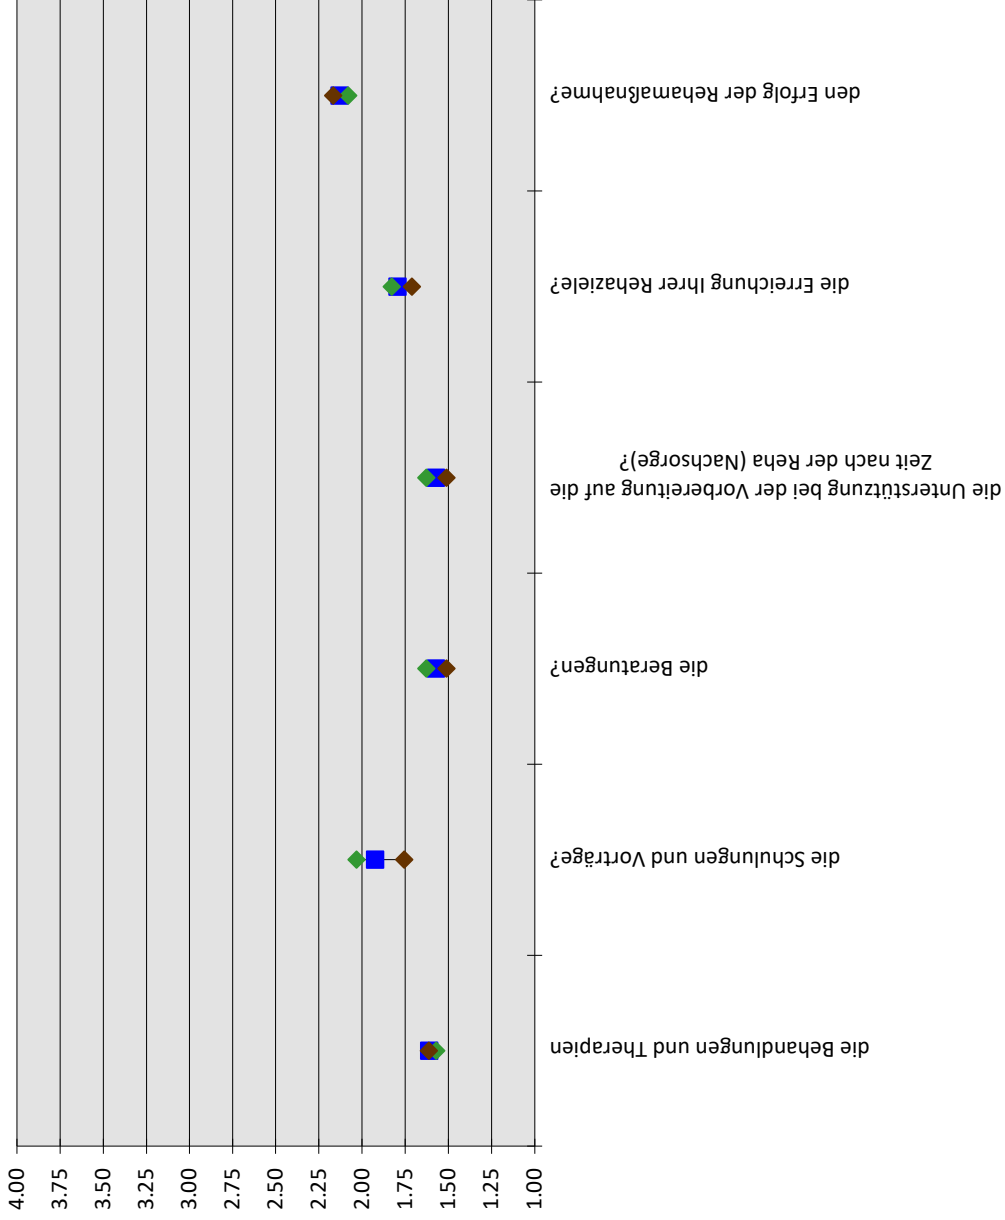 die Behandlungen und Therapien
die Schulungen und Vorträge?
die Beratungen?
die Unterstützung bei der Vorbereitung auf die
Zeit nach der Reha (Nachsorge)?
die Erreichung Ihrer Rehaziele?
den Erfolg der Rehamaßnahme?
1.00
1.25
1.50
1.75
2.00
2.25
2.50
2.75
3.00
3.25
3.50
3.75
4.00